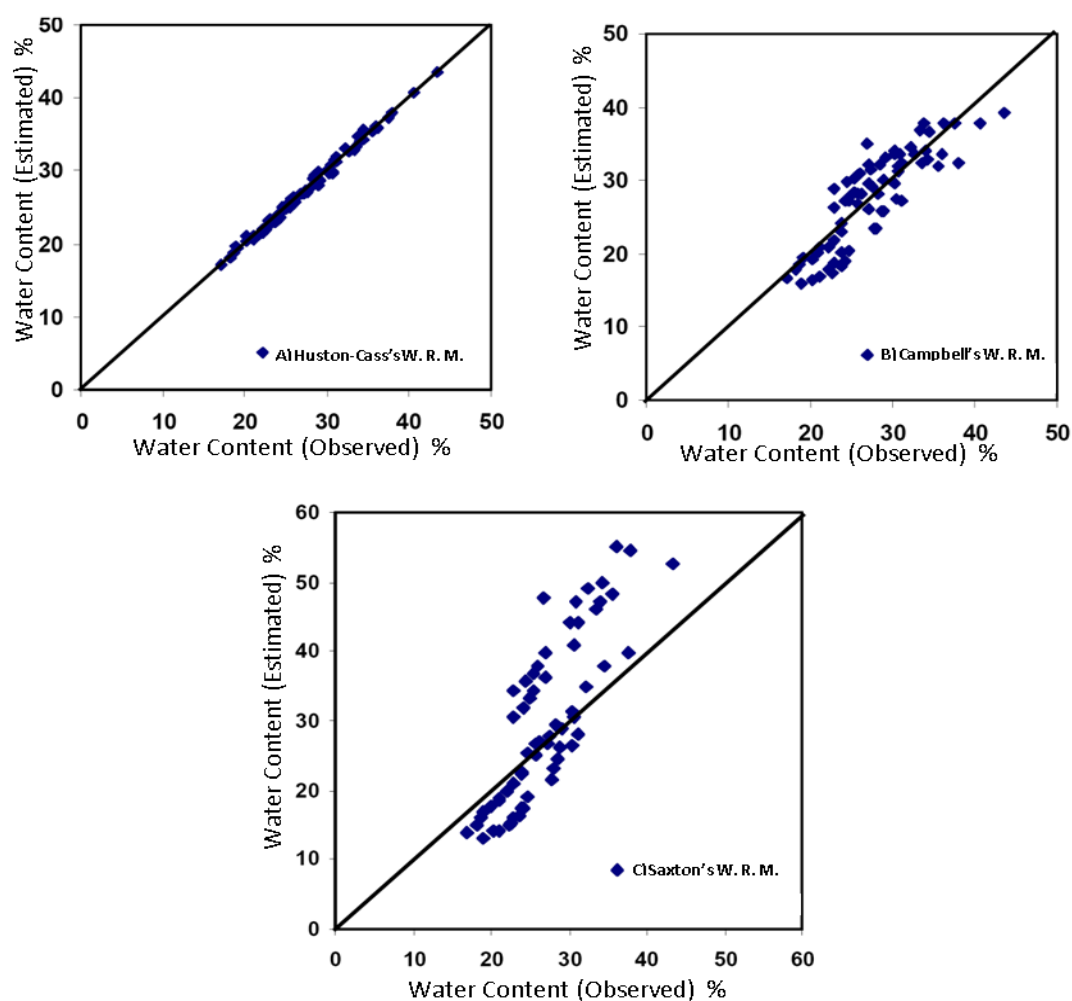 50
40
30
20
10
0
Water Content (Estimated) %
A)Huston-Cass's W. R. M.
0 10 20 30 40 50
Water Content (Observed) %
50
40
30
20
10
0
Water Content (Estimated) %
B) Campbell's W. R. M.
0 10 20 30 40 50
Water Content (Observed) %
60
50
40
30
20
10
0
Water Content (Estimated) %
C)Saxton's W. R. M.
0 10 20 30 40 50 60
Water Content (Observed) %